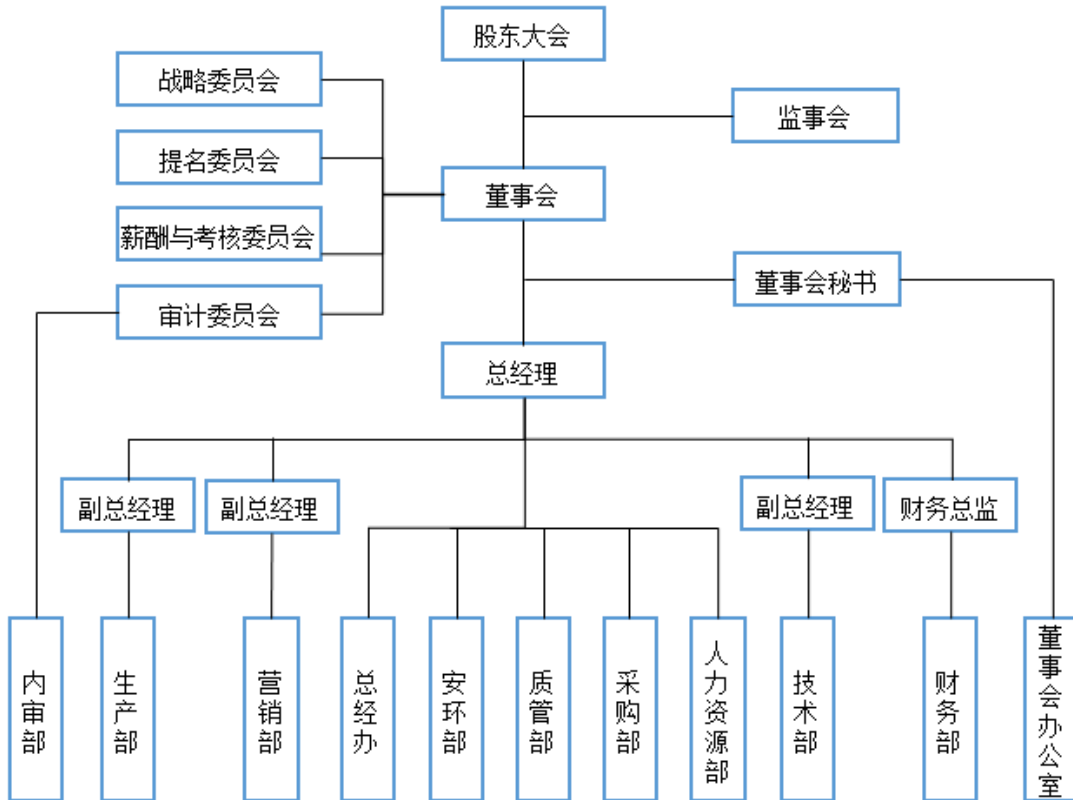 股东大会
战略委员会
监事会
提名委员会
董事会
薪酬与考核委员会
董事会秘书
审计委员会
总经理
副总经理
副总经理
副总经理
财务总监
内审部
生产部
营销部
总经办
安环部
质管部
采购部
人力资源部
技术部
财务部
董事会办公室